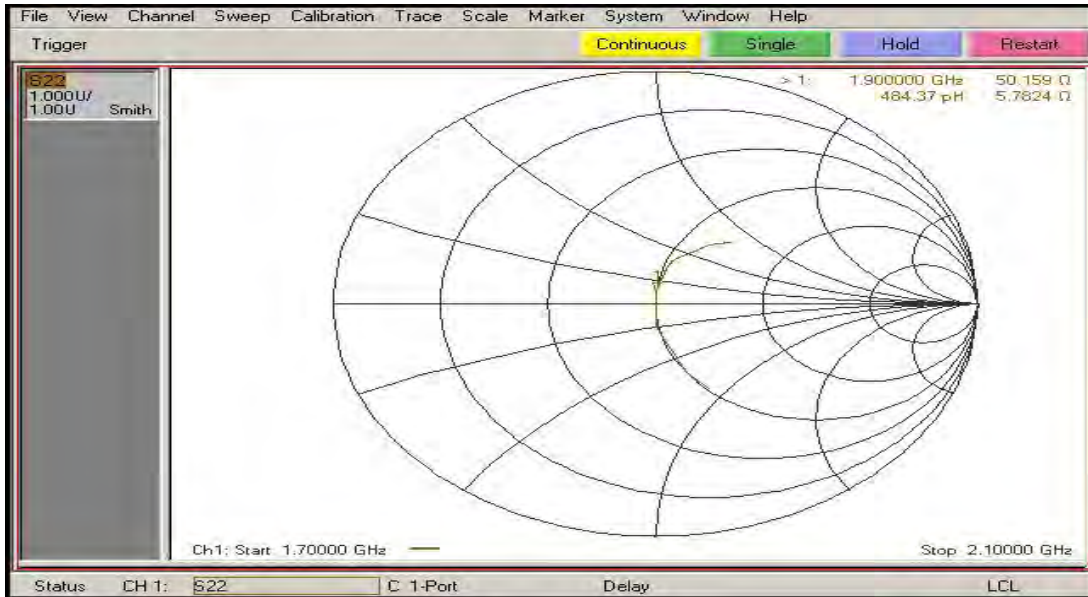 File View Channel Sweep Calibration Trace Scale Marker System Window Help
Trigger Continuous Single Hold Restart
S22
1.000U/
1.00U Smith
> 1: 1.900000 GHz 50.159 Ω
484.37 pH 5.7824 Ω
Ch1: Start 1.70000 GHz Stop 2.10000 GHz
Status CH 1: S22 C 1-Port Delay LCL